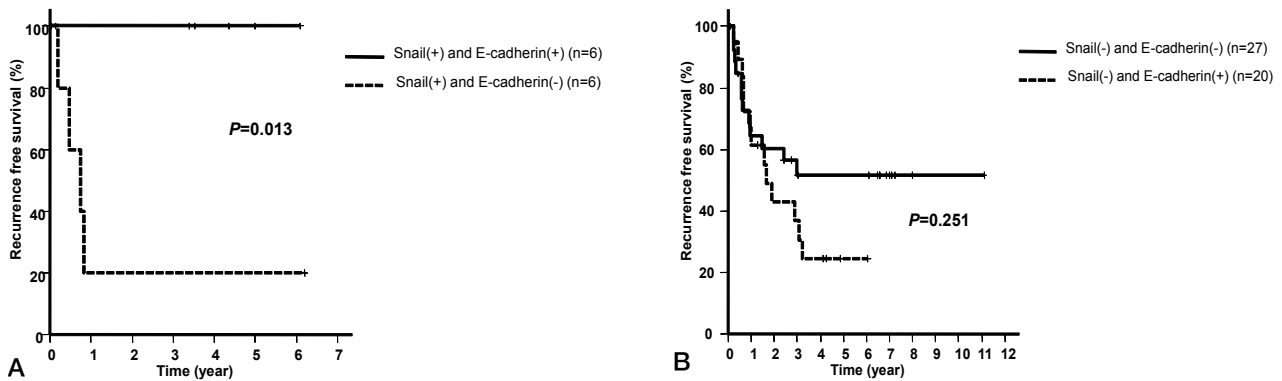 100
80
60
40
20
0
Recurrence free survival (%)
0 1 2 3 4 5 6 7
Time (year)
A
Snail(+) and E-cadherin(+) (n=6)
Snail(+) and E-cadherin(-) (n=6)
P=0.013
100
80
60
40
20
0
Recurrence free survival (%)
0 1 2 3 4 5 6 7 8 9 10 11 12
Time (year)
B
Snail(-) and E-cadherin(-) (n=27)
Snail(-) and E-cadherin(+) (n=20)
P=0.251